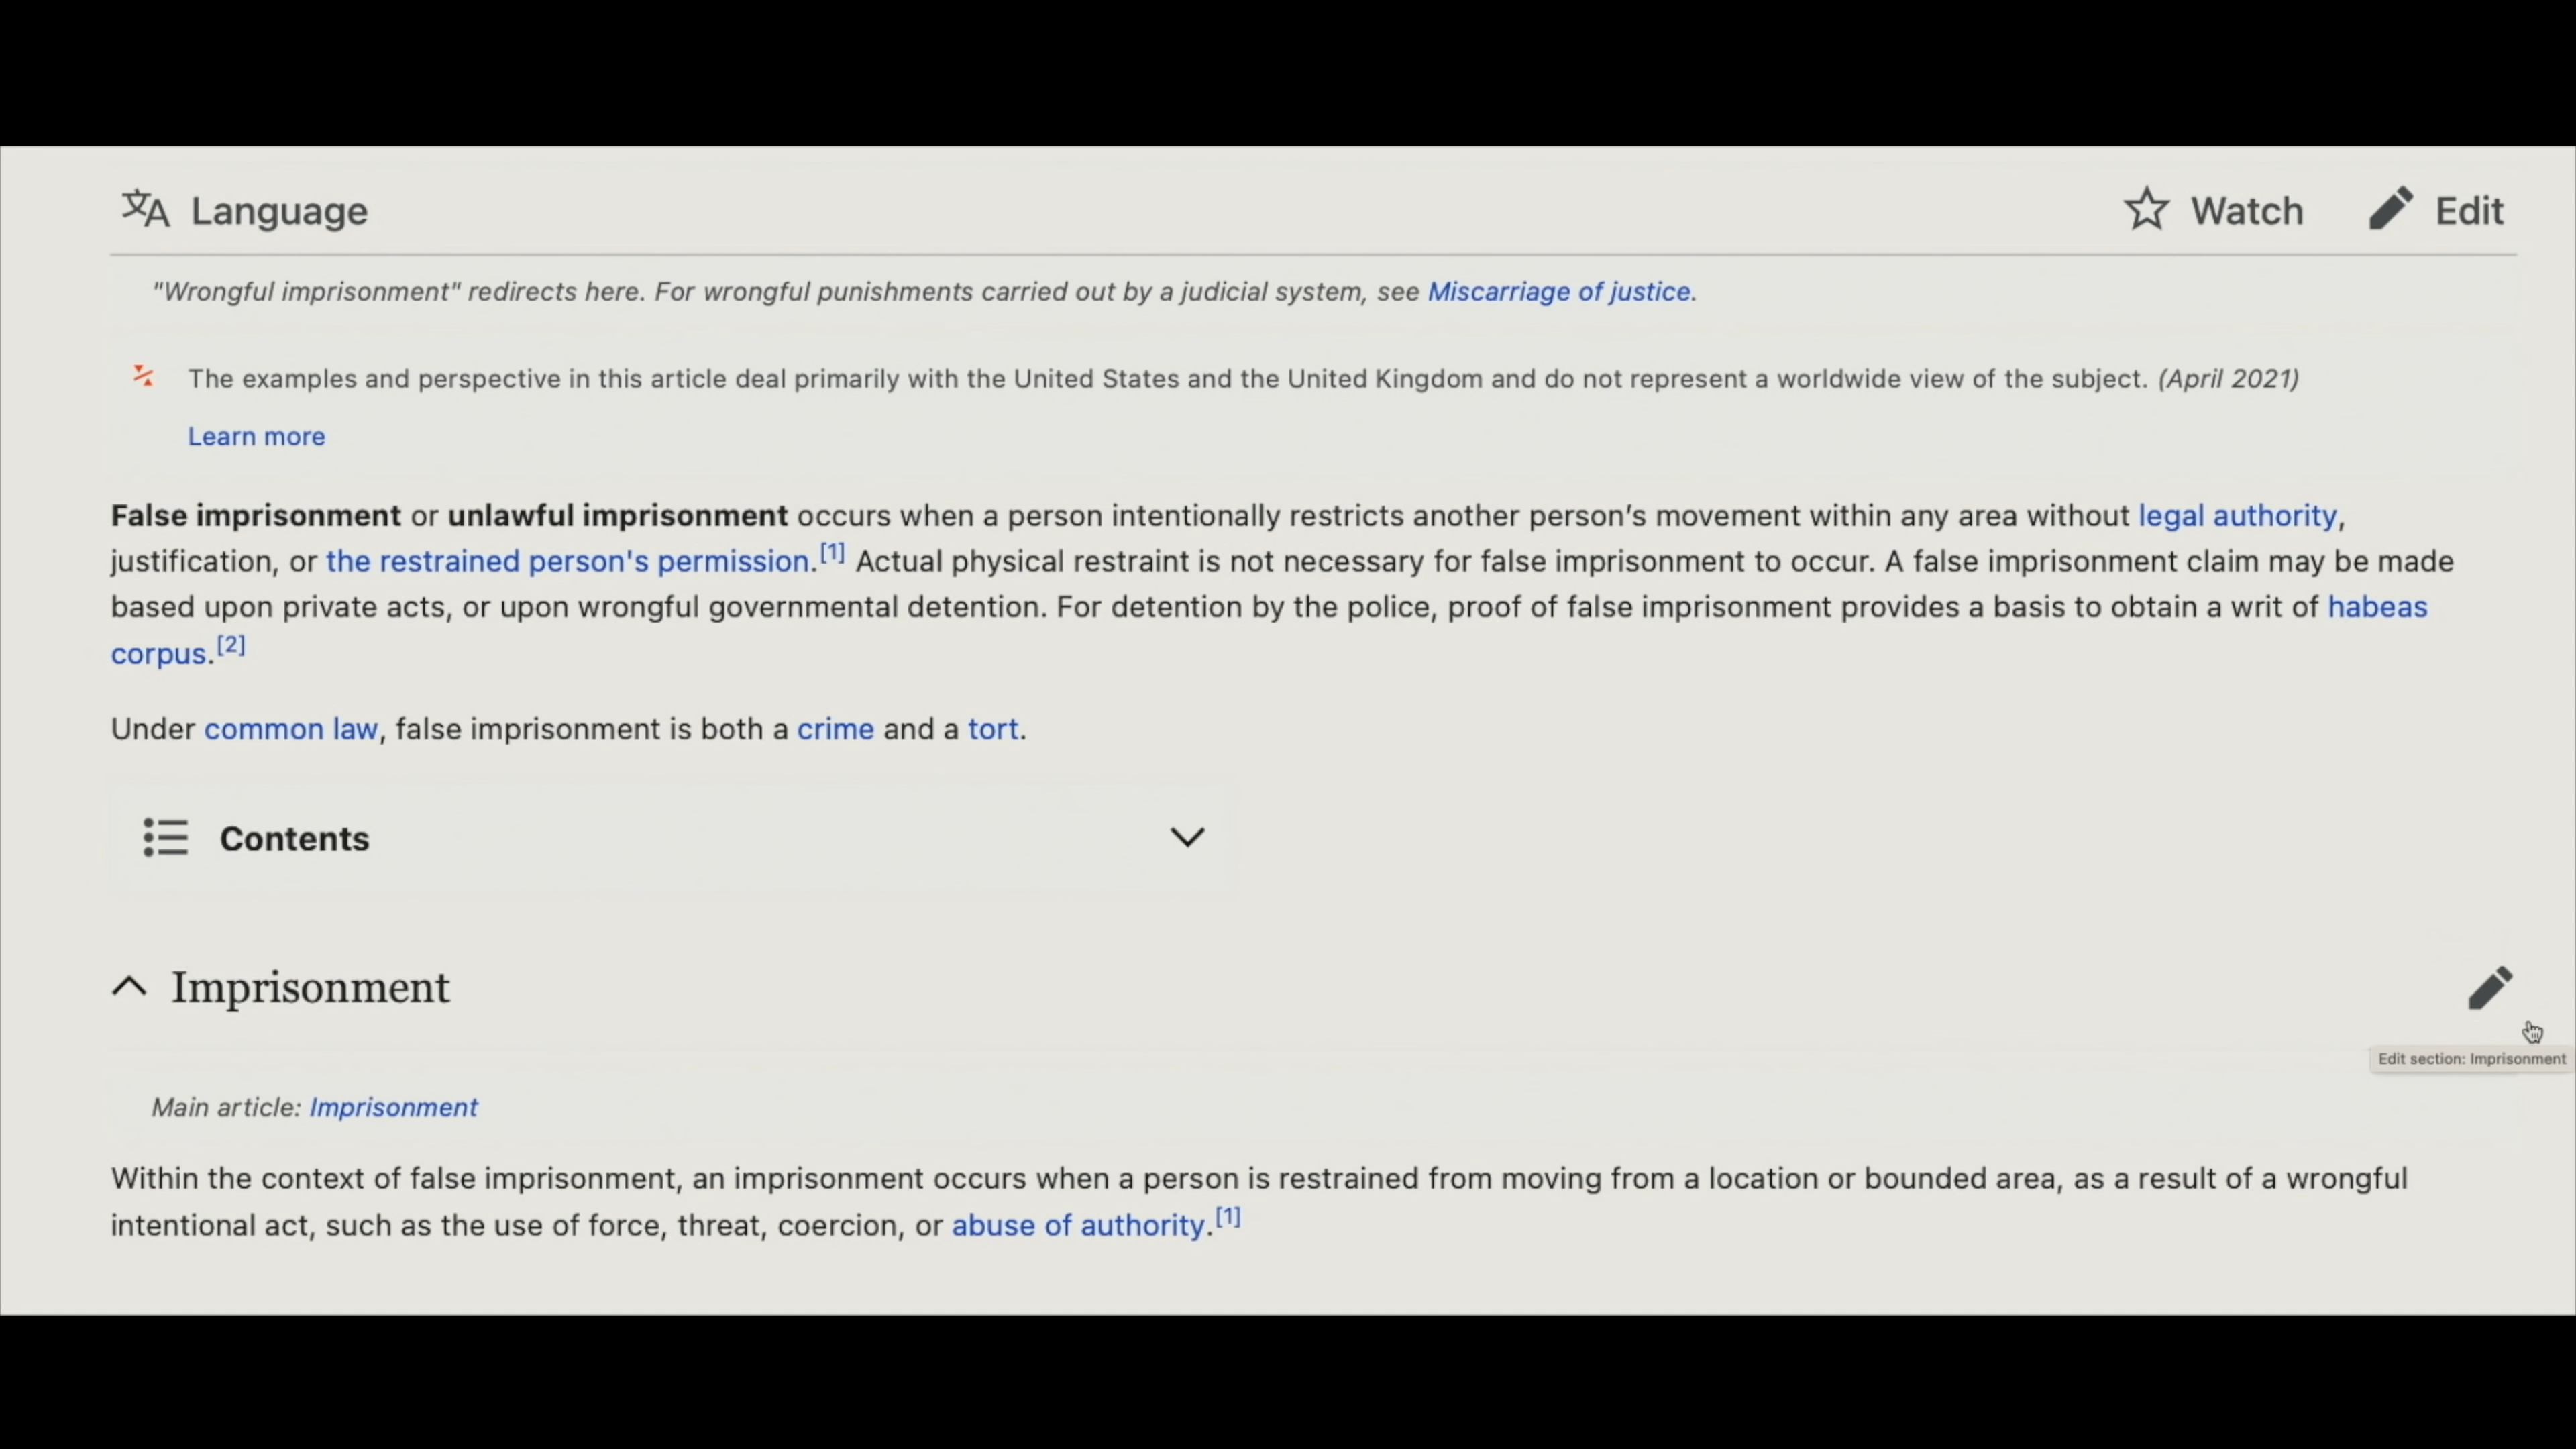 Language
Watch
Edit
"Wrongful imprisonment" redirects here. For wrongful punishments carried out by a judicial system, see Miscarriage of justice.
The examples and perspective in this article deal primarily with the United States and the United Kingdom and do not represent a worldwide view of the subject. (April 2021)
Learn more
False imprisonment or unlawful imprisonment occurs when a person intentionally restricts another person’s movement within any area without legal authority,
justification, or the restrained person's permission.[1] Actual physical restraint is not necessary for false imprisonment to occur. A false imprisonment claim may be made
based upon private acts, or upon wrongful governmental detention. For detention by the police, proof of false imprisonment provides a basis to obtain a writ of habeas
corpus.[2]
Under common law, false imprisonment is both a crime and a tort.
Contents
Imprisonment
Edit section: Imprisonment
Main article: Imprisonment
Within the context of false imprisonment, an imprisonment occurs when a person is restrained from moving from a location or bounded area, as a result of a wrongful
intentional act, such as the use of force, threat, coercion, or abuse of authority.[1]